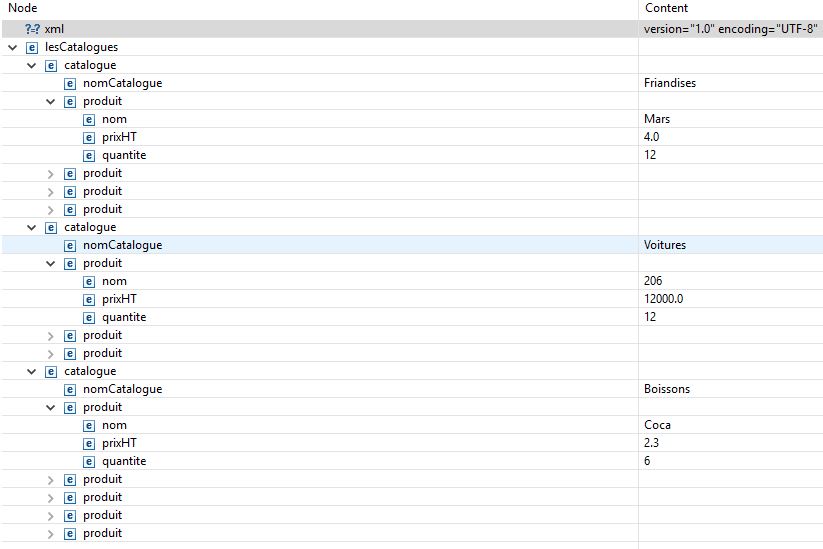 Node Content
?-? xml version="1.0" encoding="UTF-8"
e lesCatalogues
e catalogue
e nomCatalogue Friandises
e produit
e nom Mars
e prixHT 4.0
e quantite 12
e produit
e produit
e produit
e catalogue
e nomCatalogue Voitures
e produit
e nom 206
e prixHT 12000.0
e quantite 12
e produit
e produit
e catalogue
e nomCatalogue Boissons
e produit
e nom Coca
e prixHT 2.3
e quantite 6
e produit
e produit
e produit
e produit